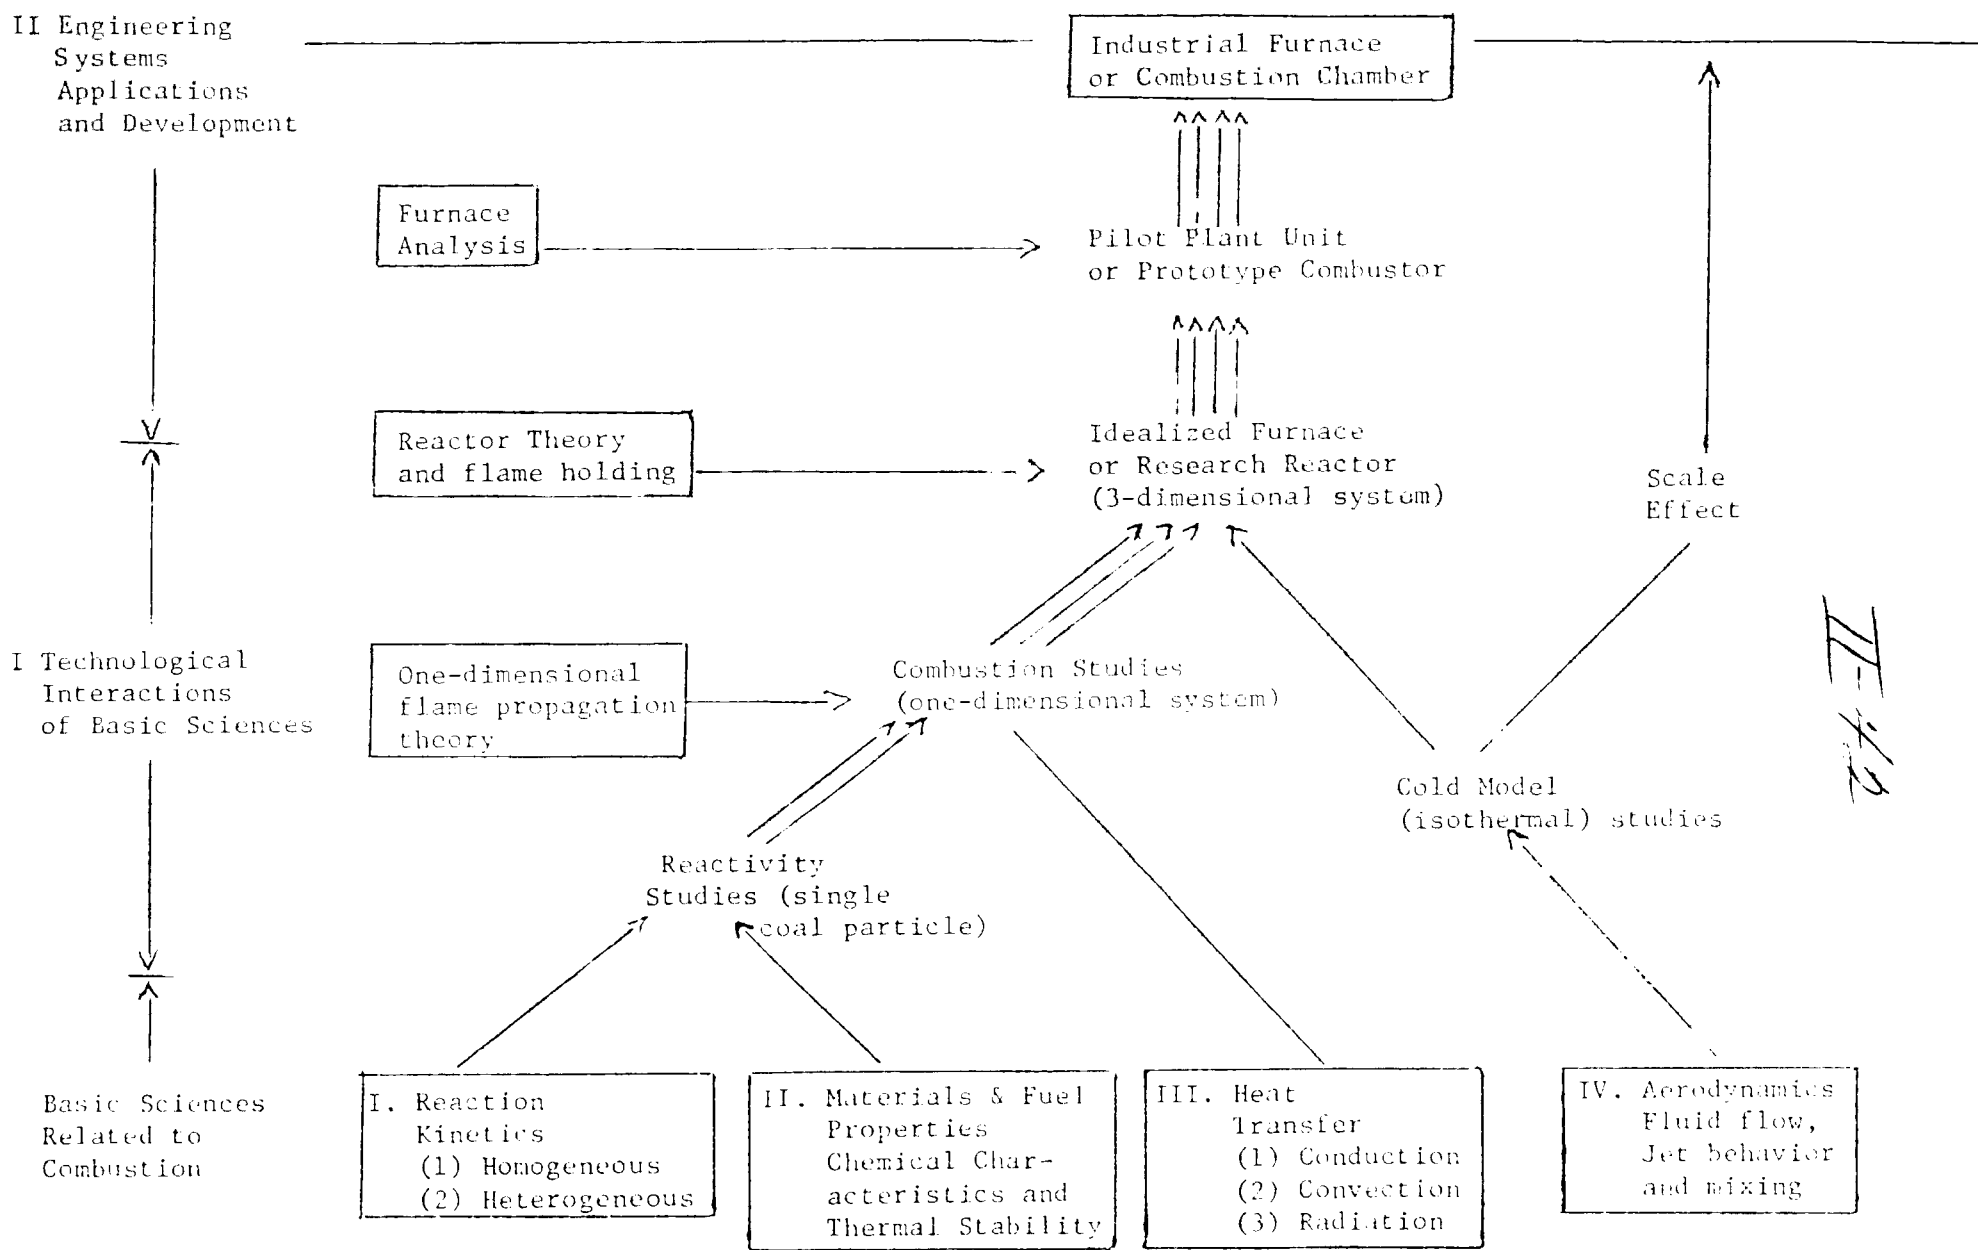 II Engineering
Systems
Applications
and Development
Industrial Furnace
or Combustion Chamber
Furnace
Analysis
Pilot Plant Unit
or Prototype Combustor
Reactor Theory
and flame holding
Idealized Furnace
or Research Reactor
(3-dimensional system)
Scale
Effect
I Technological
Interactions
of Basic Sciences
One-dimensional
flame propagation
theory
Combustion Studies
(one-dimensional system)
Cold Model
(isothermal) studies
Reactivity
Studies (single
coal particle)
Basic Sciences
Related to
Combustion
I. Reaction
Kinetics
(1) Homogeneous
(2) Heterogeneous
II. Materials & Fuel
Properties
Chemical Char-
acteristics and
Thermal Stability
III. Heat
Transfer
(1) Conduction
(2) Convection
(3) Radiation
IV. Aerodynamics
Fluid flow,
Jet behavior
and mixing